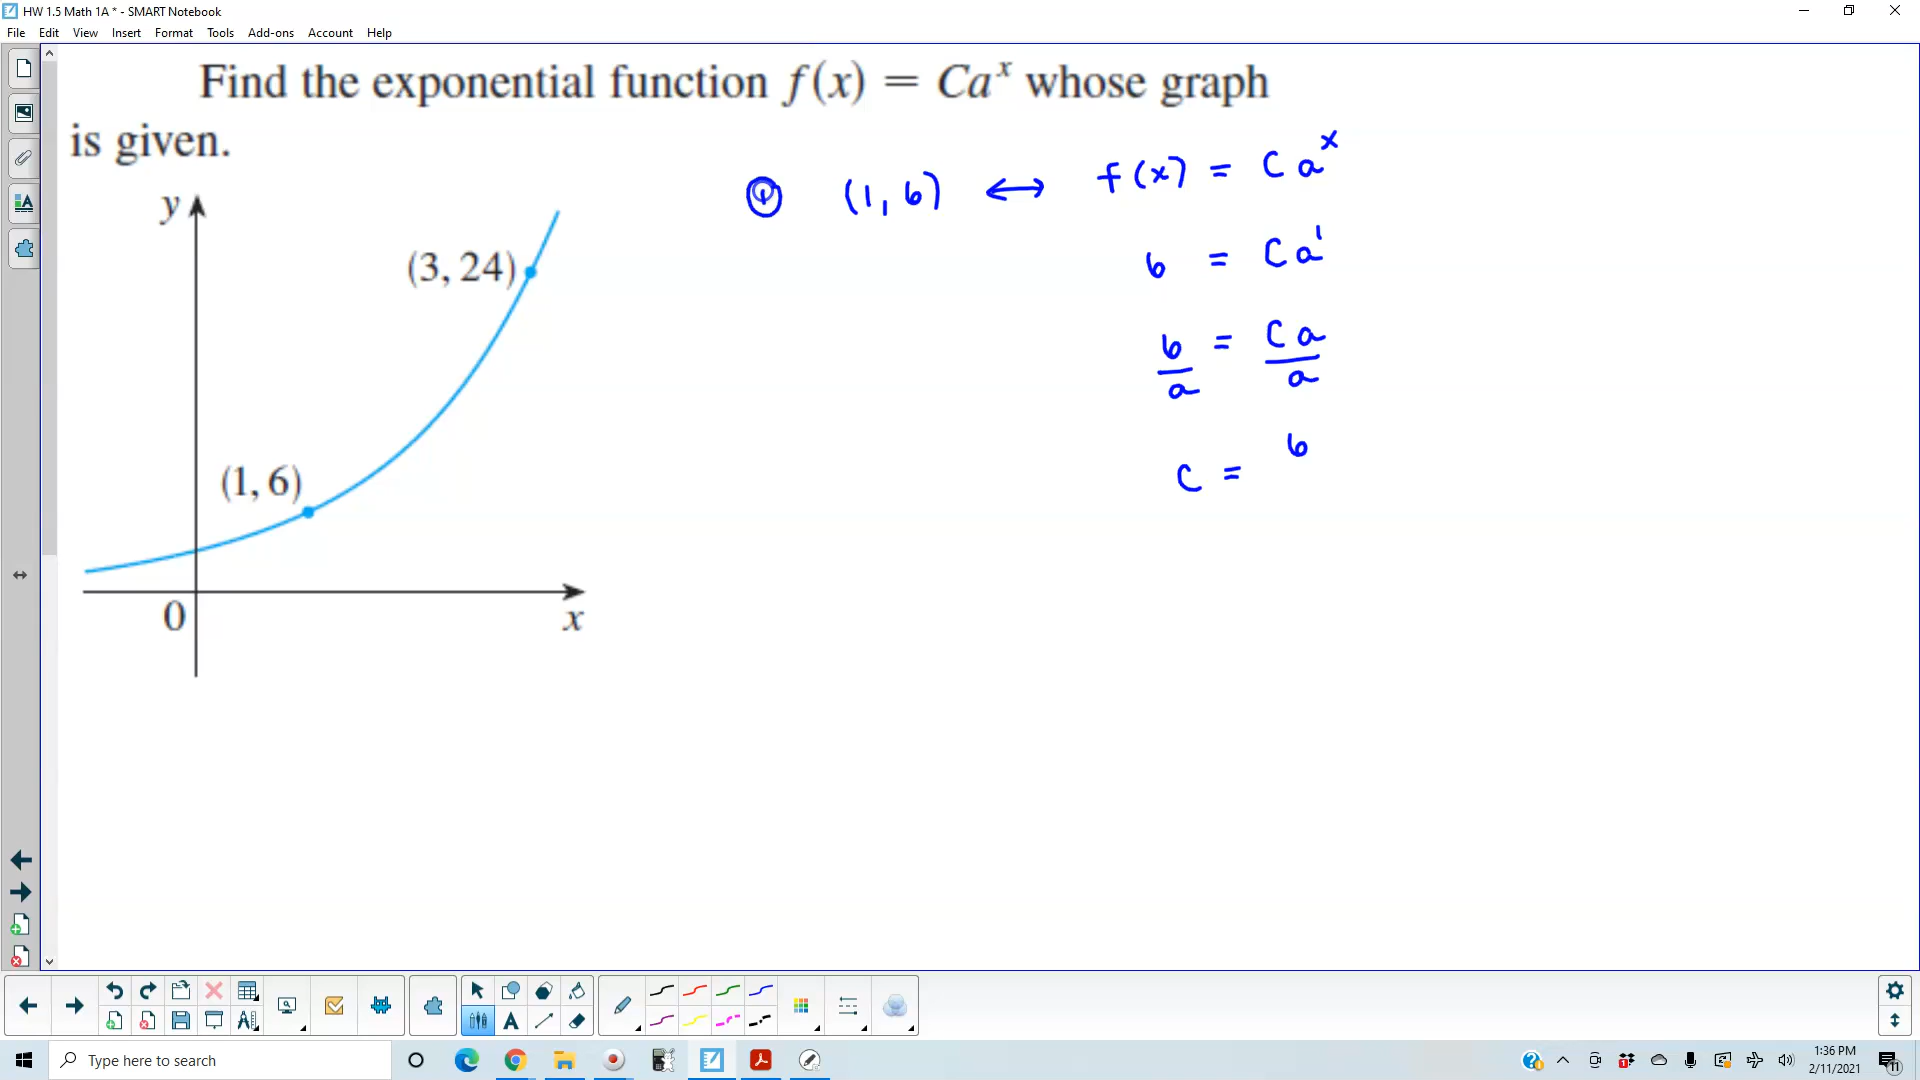 HW 1.5 Math 1A * - SMART Notebook
File Edit View Insert Format Tools Add-ons Account Help
Find the exponential function f(x) = Ca^x whose graph
is given.
① (1, 6) ↔ f(x) = Ca^x
y
(3, 24)
6 = Ca^1
6/a = Ca/a
(1, 6)
C = 6
0
x
Type here to search
1:36 PM
2/11/2021
11